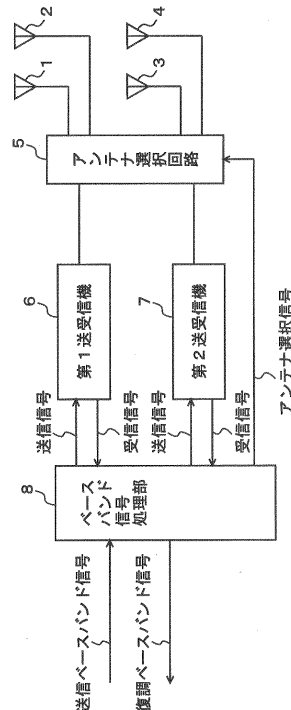 1
2
3
4
5
アンテナ選択回路
6
第1送受信機
7
第2送受信機
送信信号
受信信号
送信信号
受信信号
アンテナ選択信号
8
ベース
バンド
信号
処理部
送信ベースバンド信号
復調ベースバンド信号